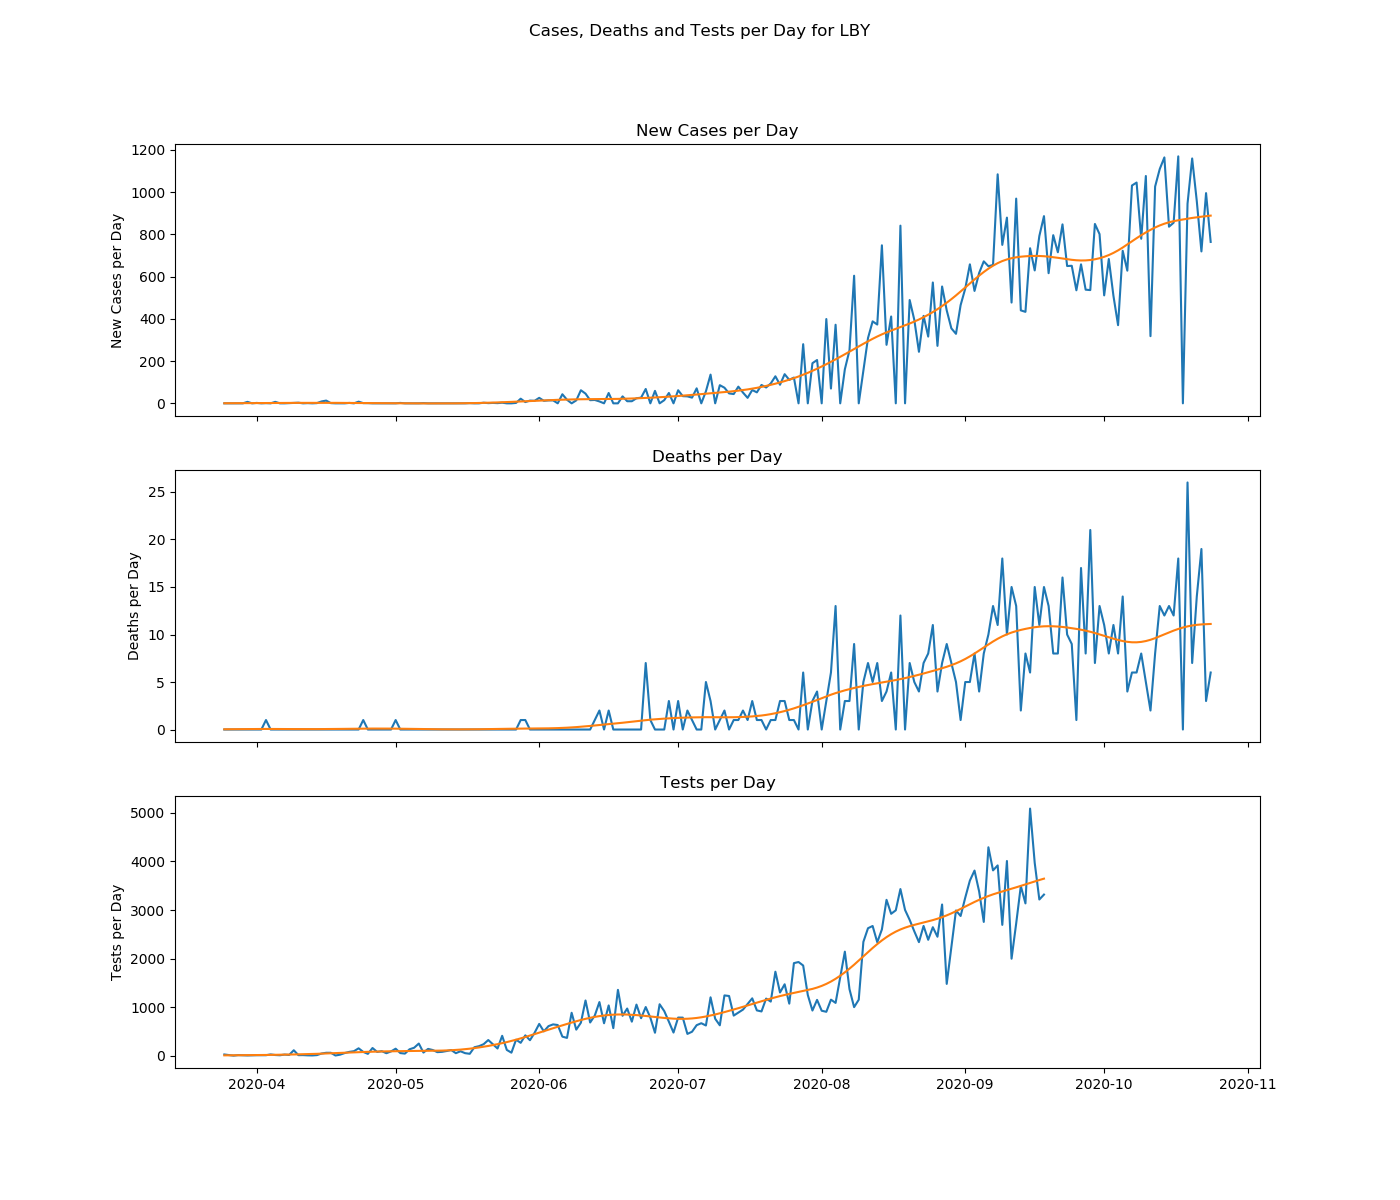 Cases, Deaths and Tests per Day for LBY
New Cases per Day
1200
1000
800
600
400
200
0
New Cases per Day
Deaths per Day
25
20
15
10
5
0
Deaths per Day
Tests per Day
5000
4000
3000
2000
1000
0
Tests per Day
2020-04 2020-05 2020-06 2020-07 2020-08 2020-09 2020-10 2020-11